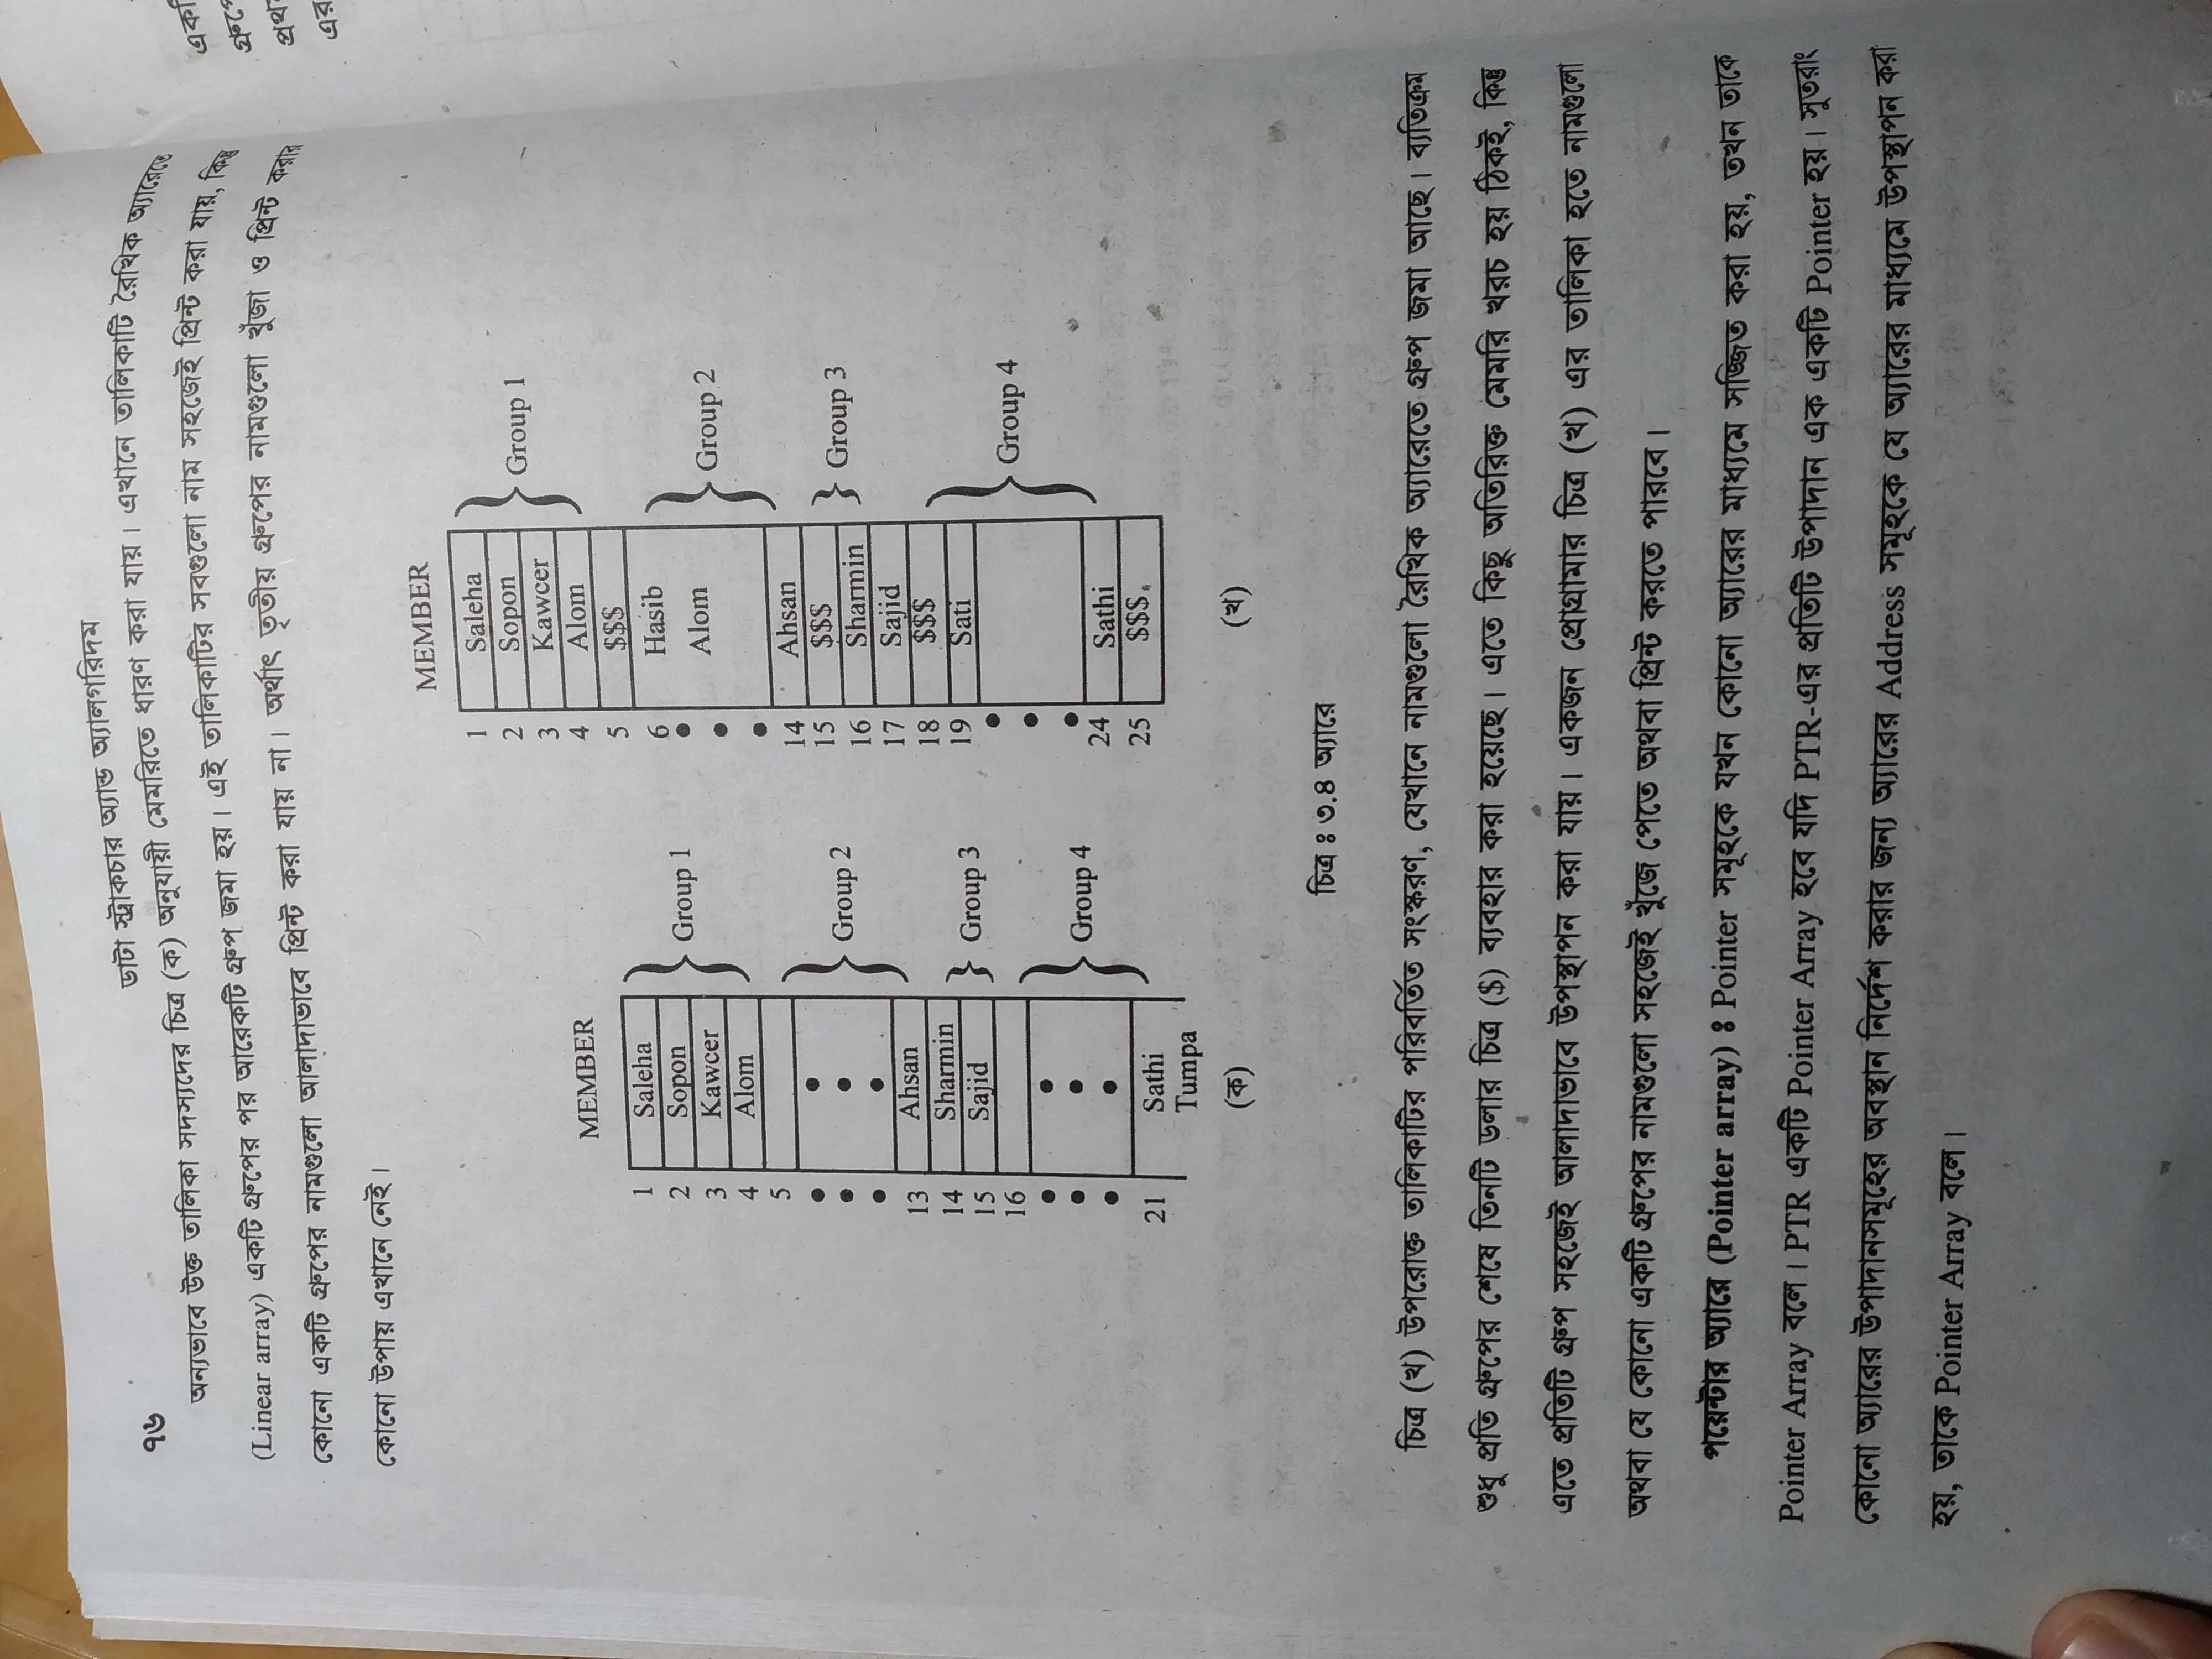 ৭৬
ডাটা স্ট্রাকচার অ্যান্ড অ্যালগরিদম
অন্যভাবে উক্ত তালিকা সদস্যদের চিত্র (ক) অনুযায়ী মেমরিতে ধারণ করা যায়। এখানে তালিকাটি রৈখিক অ্যারেতে
(Linear array) একটি গ্রুপের পর আরেকটি গ্রুপ জমা হয়। এই তালিকাটির সবগুলো নাম সহজেই প্রিন্ট করা যায়, কিন্তু
কোনো একটি গ্রুপের নামগুলো আলাদাভাবে প্রিন্ট করা যায় না। অর্থাৎ তৃতীয় গ্রুপের নামগুলো খুঁজা ও প্রিন্ট করার
কোনো উপায় এখানে নেই।
MEMBER
1 Saleha
2 Sopon
3 Kawcer
4 Alom
5
13 Ahsan
14 Sharmin
15 Sajid
16
21 Sathi
Tumpa
Group 1
Group 2
Group 3
Group 4
(ক)
MEMBER
1 Saleha
2 Sopon
3 Kawcer
4 Alom
5 $$$
6 Hasib
Alom
14 Ahsan
15 $$$
16 Sharmin
17 Sajid
18 $$$
19 Sati
24 Sathi
25 $$$
Group 1
Group 2
Group 3
Group 4
(খ)
চিত্র ঃ ৩.৪ অ্যারে
চিত্র (খ) উপরোক্ত তালিকাটির পরিবর্তিত সংস্করণ, যেখানে নামগুলো রৈখিক অ্যারেতে গ্রুপ জমা আছে। ব্যতিক্রম
শুধু প্রতি গ্রুপের শেষে তিনটি ডলার চিত্র ($) ব্যবহার করা হয়েছে। এতে কিছু অতিরিক্ত মেমরি খরচ হয় ঠিকই, কিন্তু
এতে প্রতিটি গ্রুপ সহজেই আলাদাভাবে উপস্থাপন করা যায়। একজন প্রোগ্রামার চিত্র (খ) এর তালিকা হতে নামগুলো
অথবা যে কোনো একটি গ্রুপের নামগুলো সহজেই খুঁজে পেতে অথবা প্রিন্ট করতে পারবে।
পয়েন্টার অ্যারে (Pointer array) ঃ Pointer সমূহকে যখন কোনো অ্যারের মাধ্যমে সজ্জিত করা হয়, তখন তাকে
Pointer Array বলে। PTR একটি Pointer Array হবে যদি PTR-এর প্রতিটি উপাদান এক একটি Pointer হয়। সুতরাং
কোনো অ্যারের উপাদানসমূহের অবস্থান নির্দেশ করার জন্য অ্যারের Address সমূহকে যে অ্যারের মাধ্যমে উপস্থাপন করা
হয়, তাকে Pointer Array বলে।